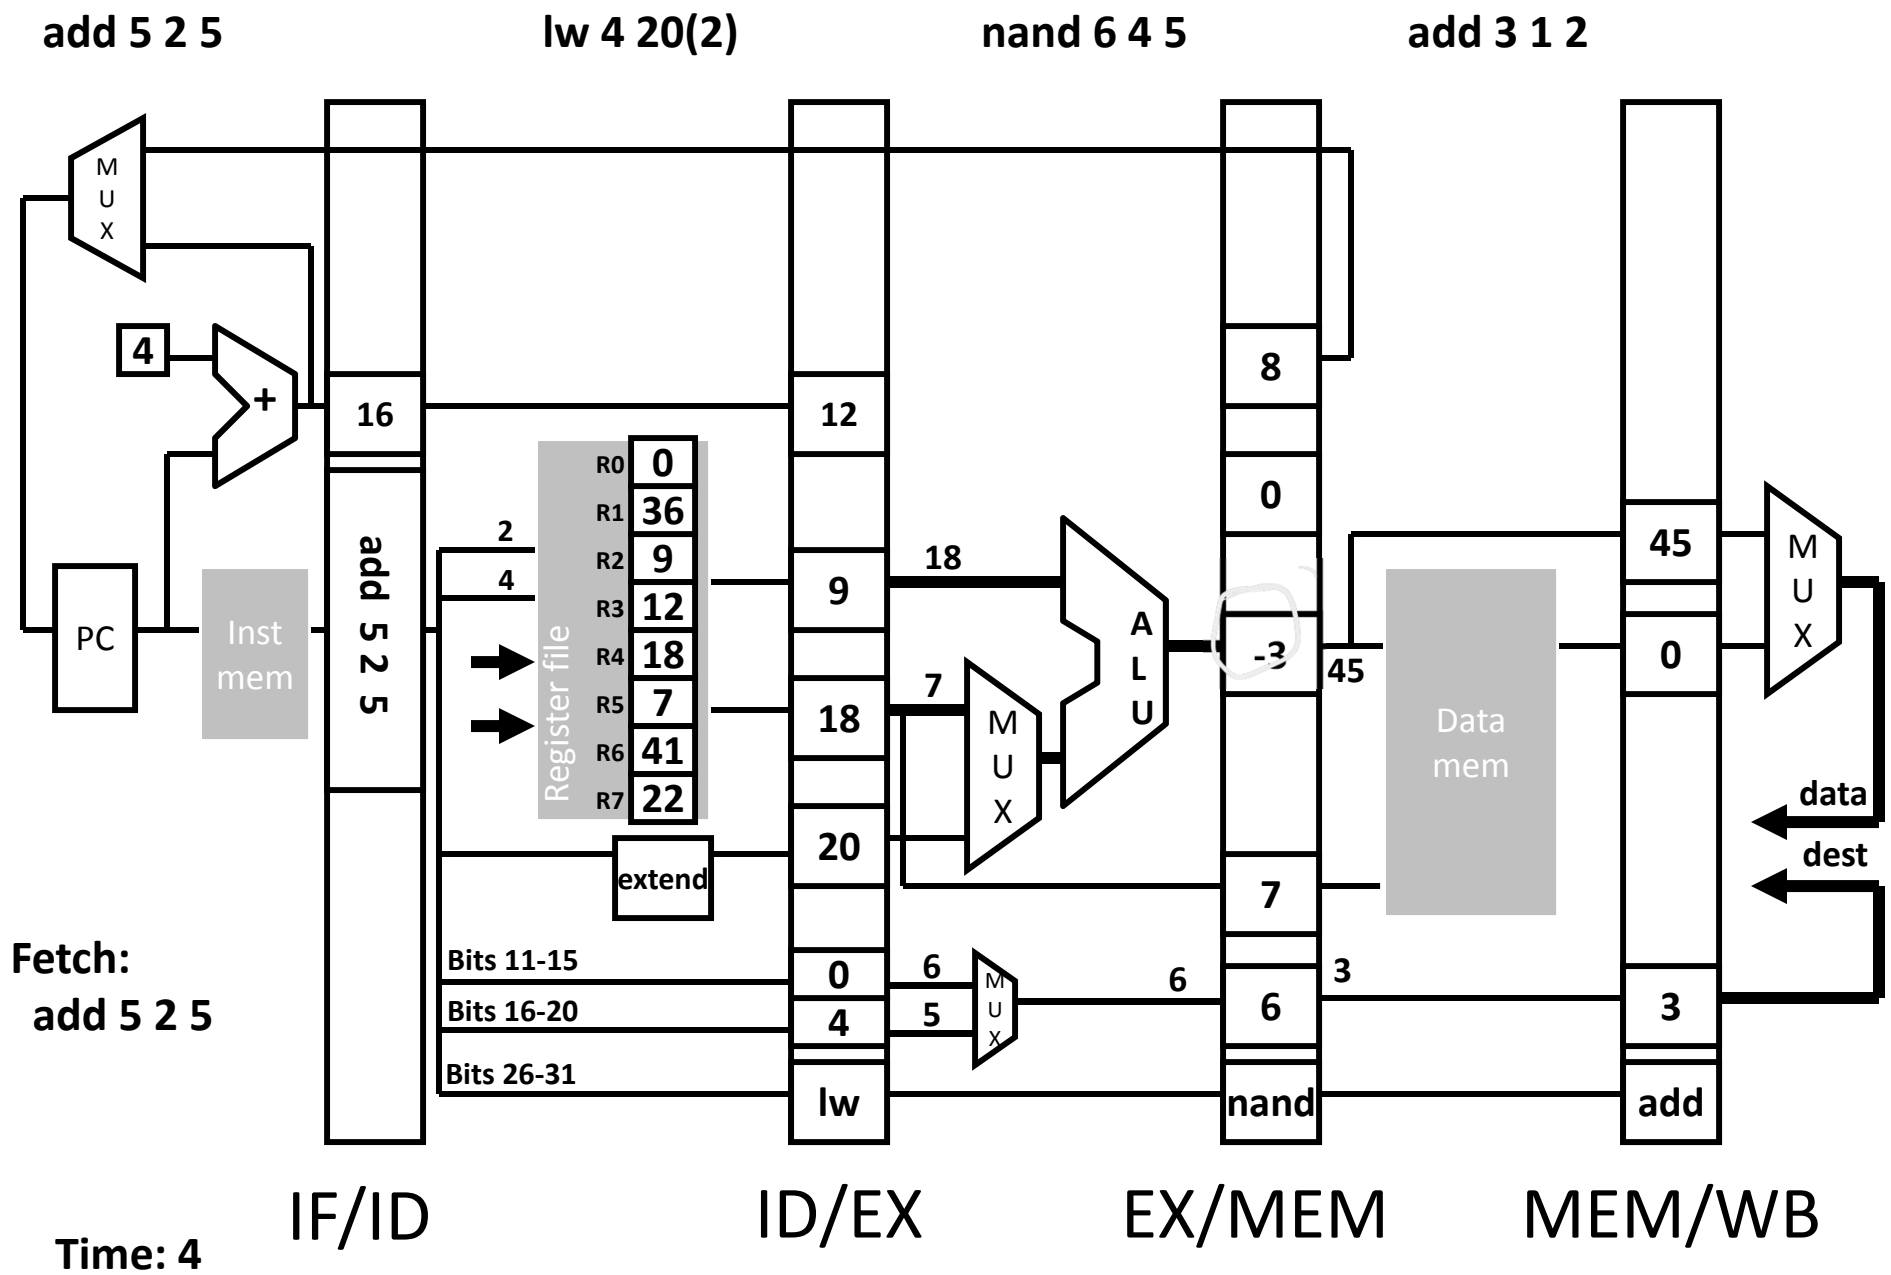 add 5 2 5
lw 4 20(2)
nand 6 4 5
add 3 1 2
M
U
X
4
+
16
12
8
0
PC
Inst
mem
add 5 2 5
2
4
Register file
R0 0
R1 36
R2 9
R3 12
R4 18
R5 7
R6 41
R7 22
extend
9
18
20
18
7
M
U
X
A
L
U
-3
45
7
Data
mem
45
0
M
U
X
data
dest
Fetch:
add 5 2 5
Bits 11-15
Bits 16-20
Bits 26-31
0
4
lw
6
5
M
U
X
6
6
nand
3
3
add
IF/ID
ID/EX
EX/MEM
MEM/WB
Time: 4